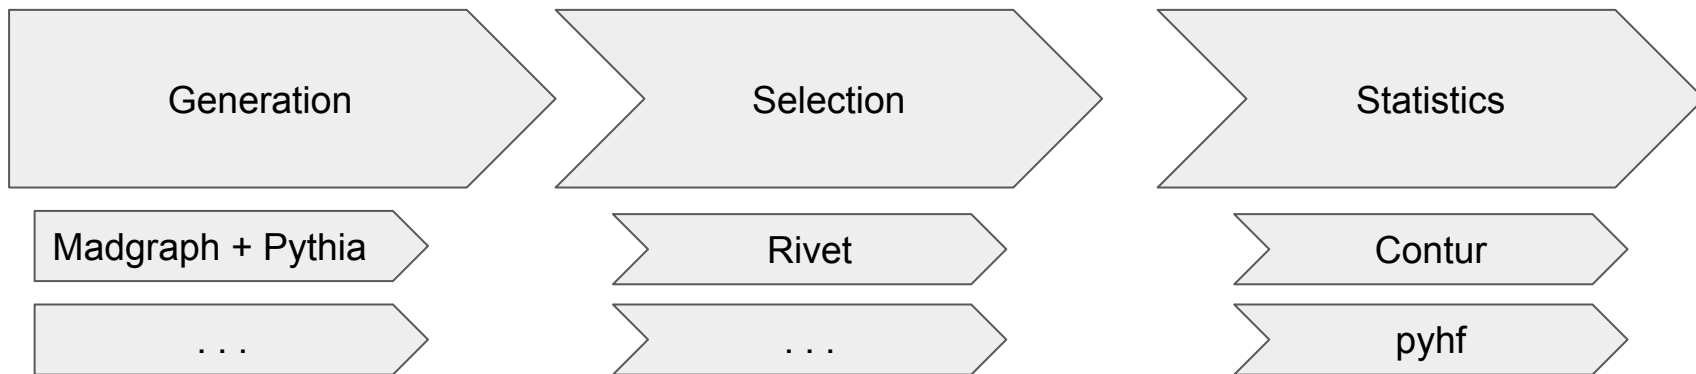 Generation
Selection
Statistics
Madgraph + Pythia
Rivet
Contur
. . .
. . .
pyhf